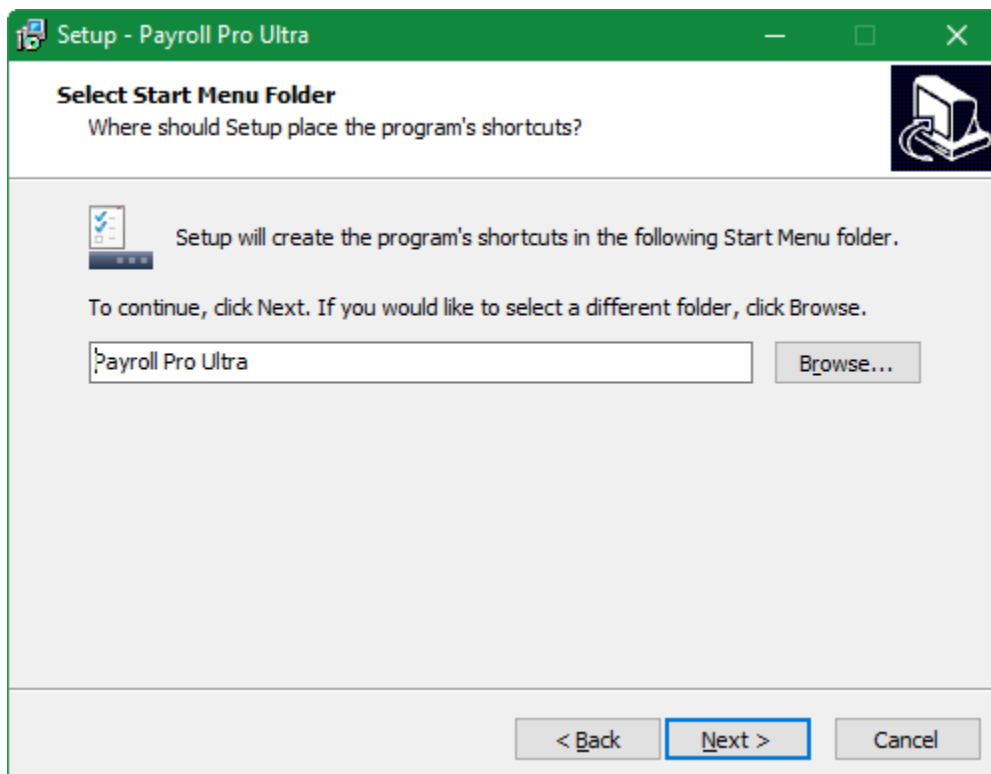 Setup - Payroll Pro Ultra
Select Start Menu Folder
Where should Setup place the program's shortcuts?
Setup will create the program's shortcuts in the following Start Menu folder.
To continue, click Next. If you would like to select a different folder, click Browse.
Payroll Pro Ultra
Browse...
< Back
Next >
Cancel